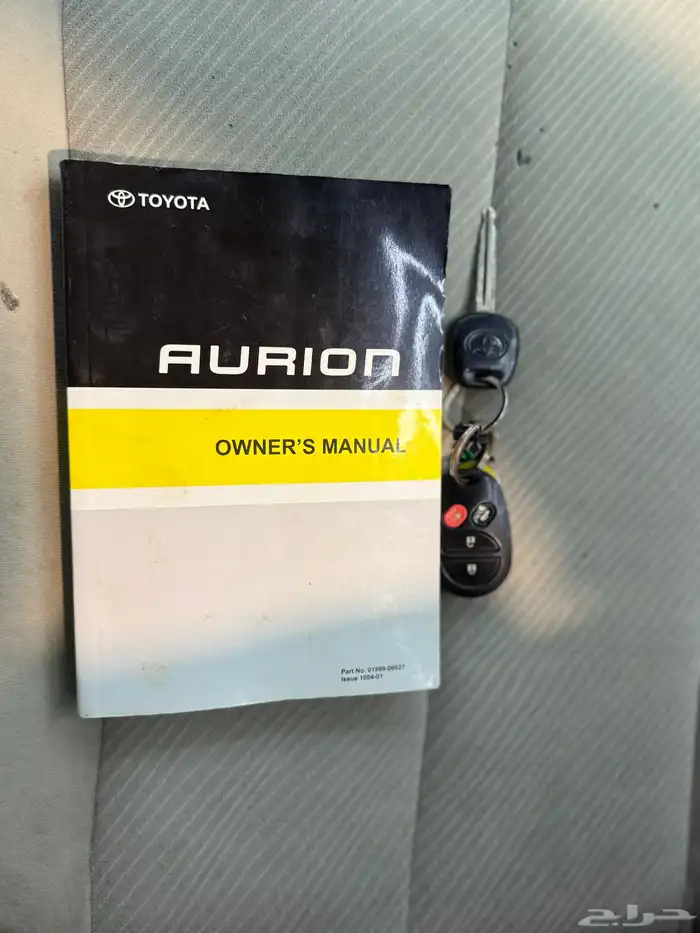 TOYOTA
AURION
OWNER'S MANUAL
Part No. 01999-06627
Issue 1004-01
حراج